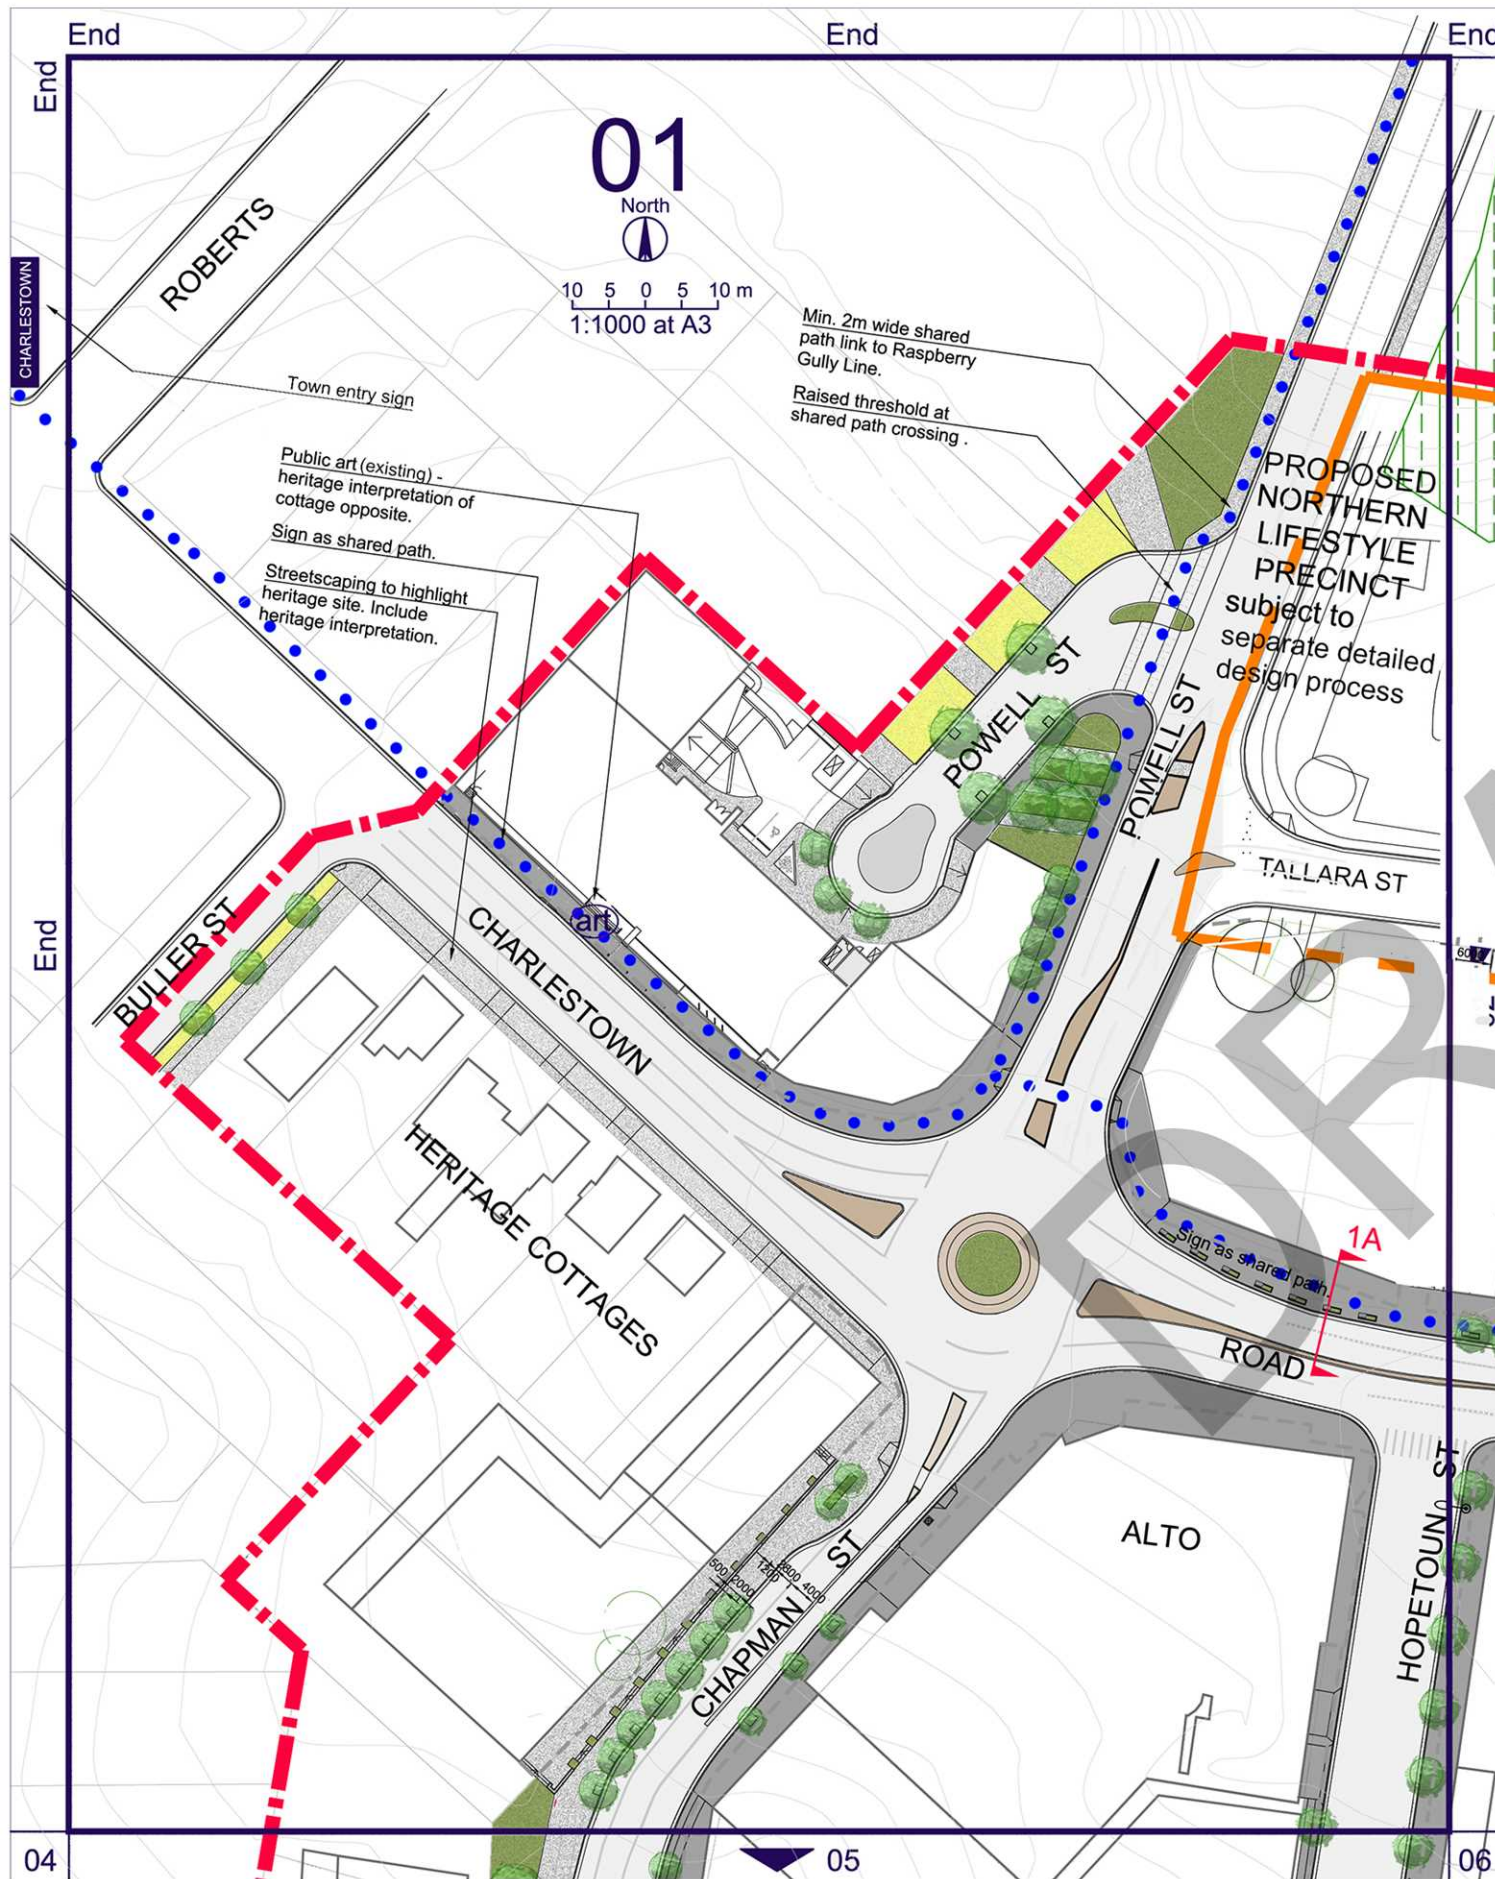 End
End
End
End
01
North
10 5 0 5 10 m
1:1000 at A3
ROBERTS
CHARLESTOWN
Town entry sign
Min. 2m wide shared
path link to Raspberry
Gully Line.
Raised threshold at
shared path crossing .
Public art (existing) -
heritage interpretation of
cottage opposite.
Sign as shared path.
Streetscaping to highlight
heritage site. Include
heritage interpretation.
PROPOSED
NORTHERN
LIFESTYLE
PRECINCT
subject to
separate detailed
design process
POWELL ST
POWELL ST
TALLARA ST
End
BULLER ST
art
CHARLESTOWN
HERITAGE COTTAGES
Sign as shared path.
1A
ROAD
ALTO
CHAPMAN ST
500 2000 1200 4000
HOPETOUN ST
DR
04
05
06